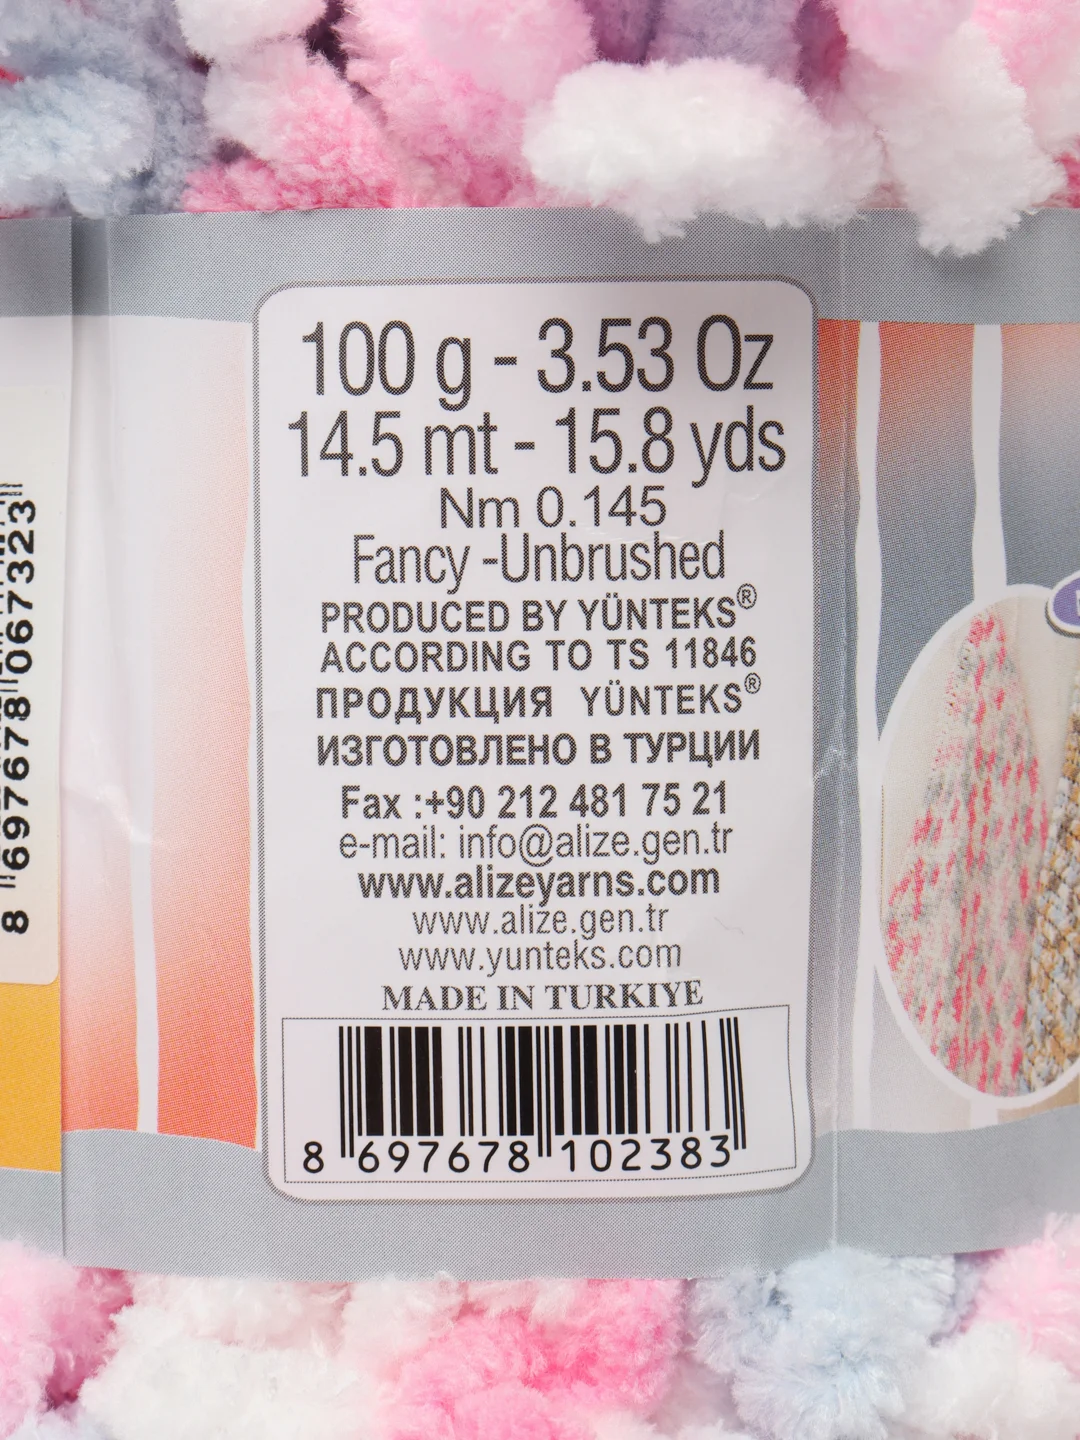 100 g - 3.53 Oz
14.5 mt - 15.8 yds
Nm 0.145
Fancy -Unbrushed
PRODUCED BY YÜNTEKS®
ACCORDING TO TS 11846
ПРОДУКЦИЯ YÜNTEKS®
ИЗГОТОВЛЕНО В ТУРЦИИ
Fax :+90 212 481 75 21
e-mail: info@alize.gen.tr
www.alizeyarns.com
www.alize.gen.tr
www.yunteks.com
MADE IN TURKIYE
8 697678 102383
8 697678 067323